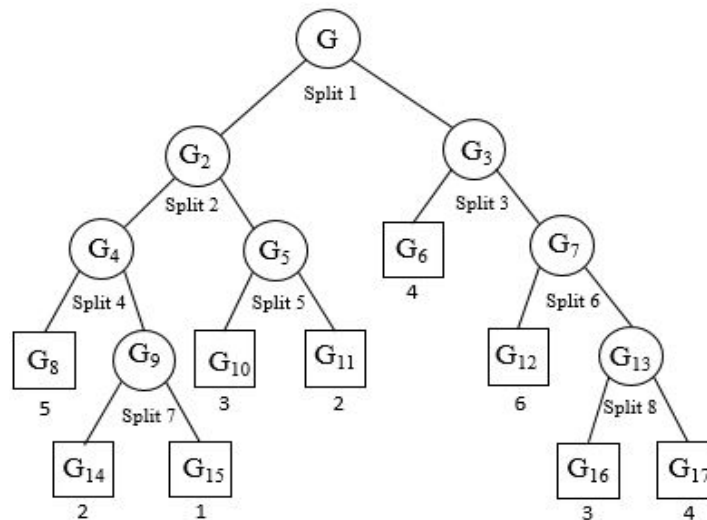 G
Split 1
G₂
G₃
Split 2
Split 3
G₄
G₅
G₆
G₇
4
Split 4
Split 5
Split 6
G₈
G₉
G₁₀
G₁₁
G₁₂
G₁₃
5
3
2
6
Split 7
Split 8
G₁₄
G₁₅
G₁₆
G₁₇
2
1
3
4